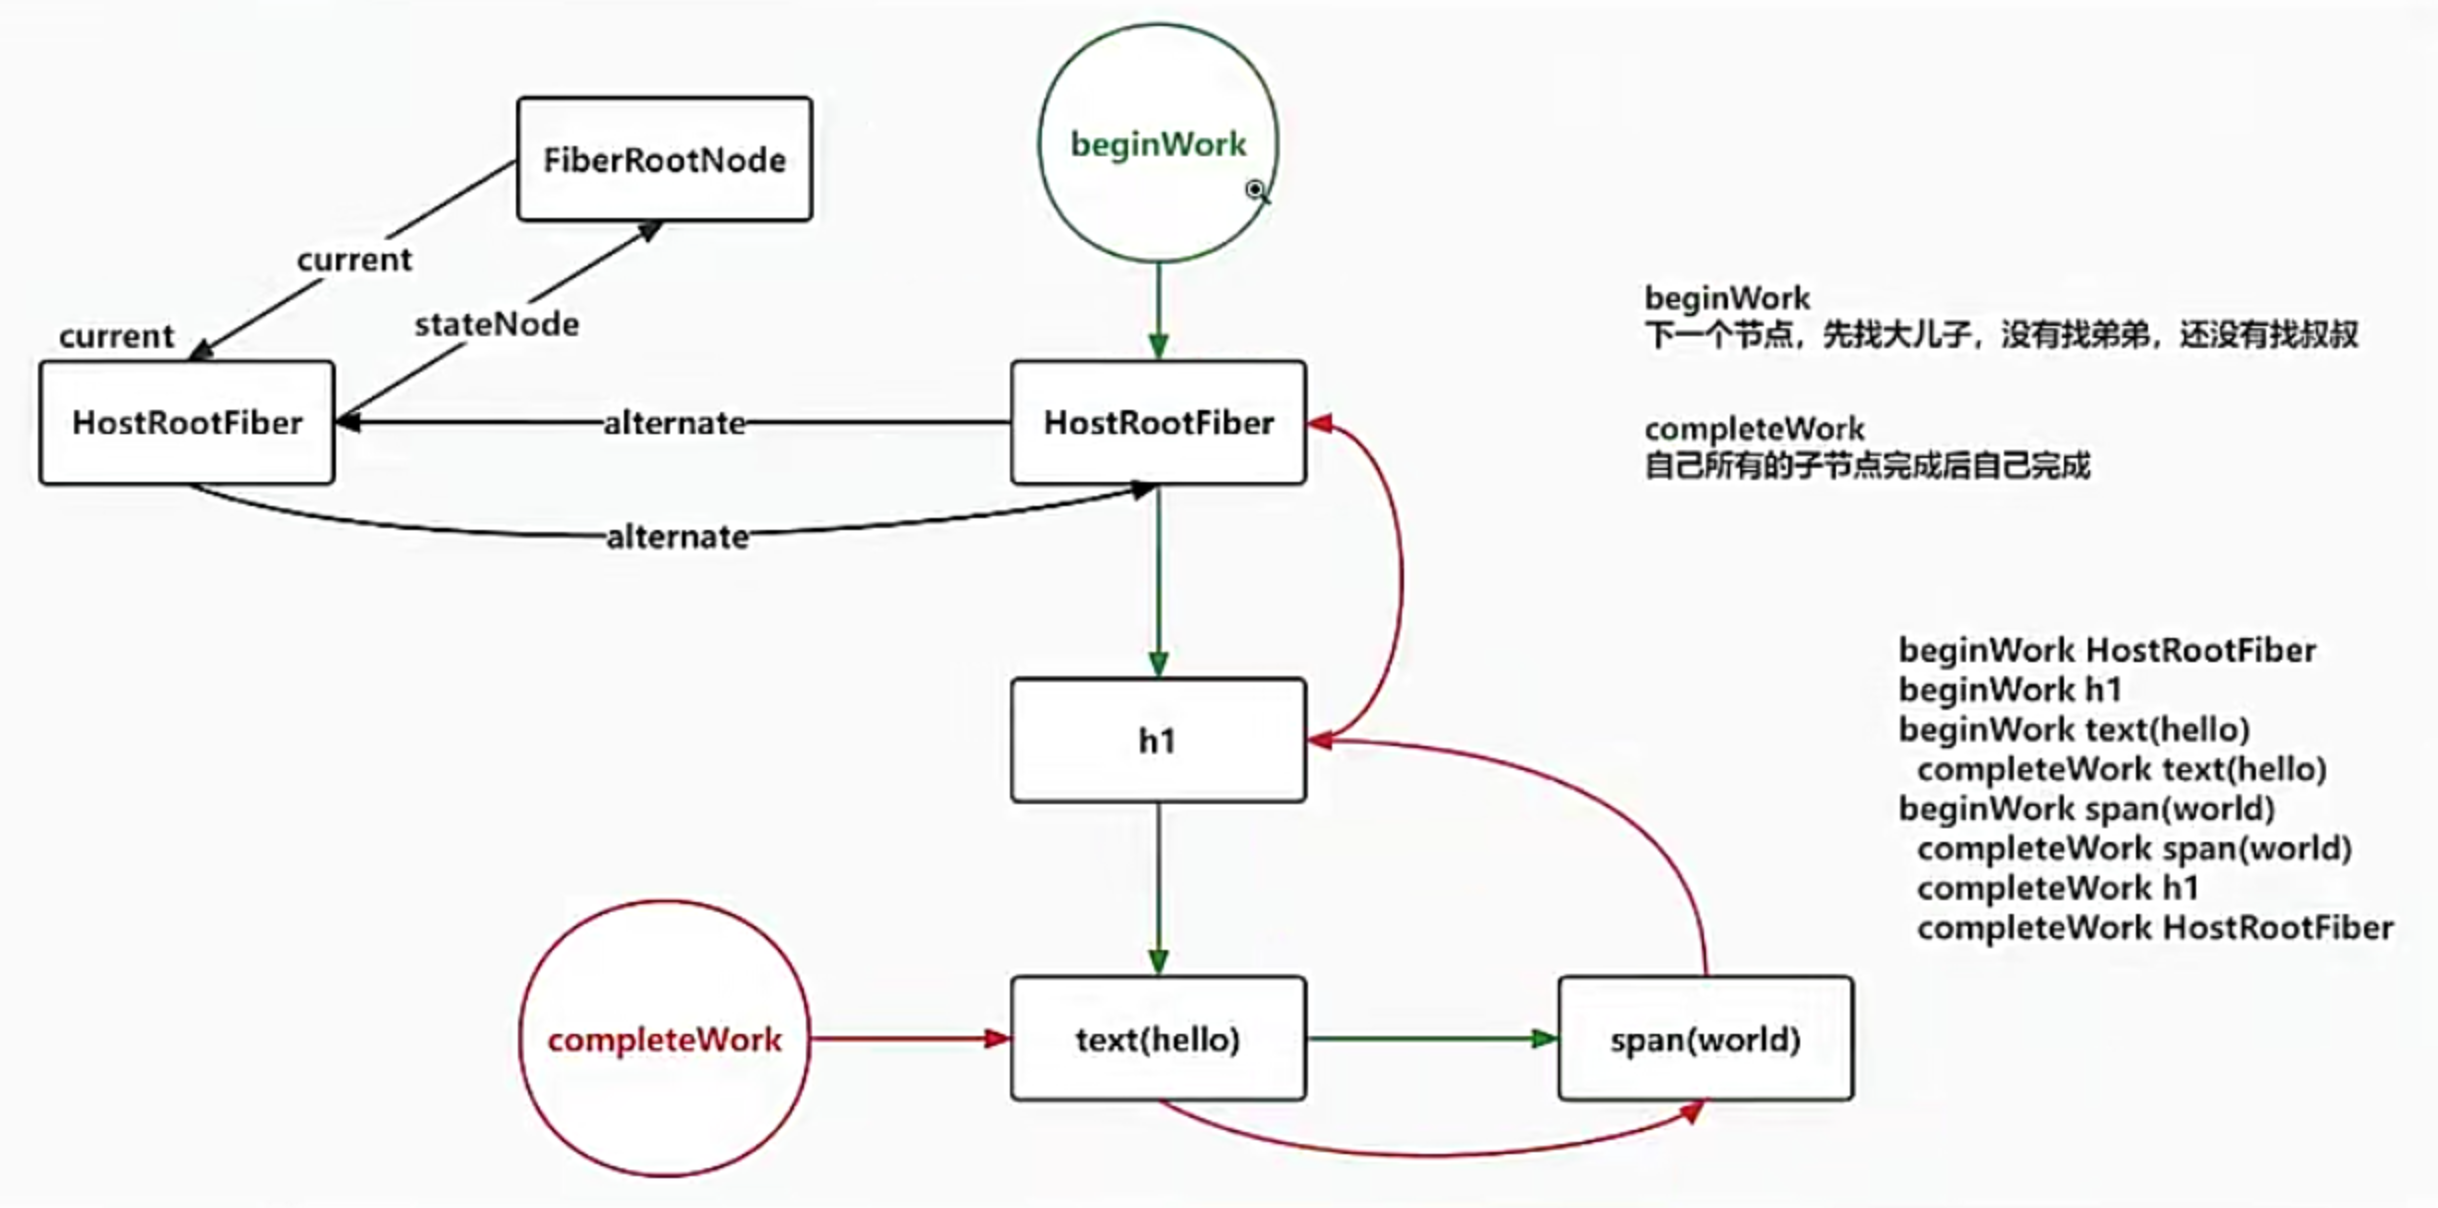 beginWork
FiberRootNode
current
stateNode
current
HostRootFiber
alternate
HostRootFiber
alternate
beginWork
下一个节点，先找大儿子，没有找弟弟，还没有找叔叔
completeWork
自己所有的子节点完成后自己完成
h1
beginWork HostRootFiber
beginWork h1
beginWork text(hello)
completeWork text(hello)
beginWork span(world)
completeWork span(world)
completeWork h1
completeWork HostRootFiber
completeWork
text(hello)
span(world)